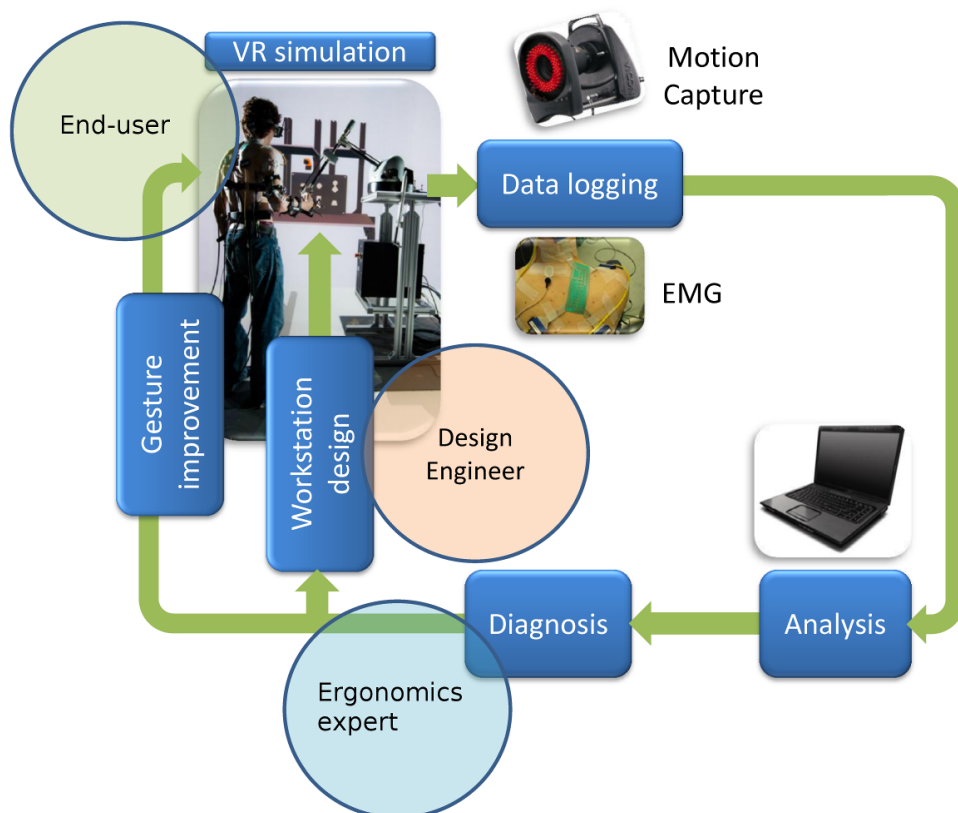 VR simulation
Motion
Capture
End-user
Data logging
EMG
Gesture
improvement
Workstation
design
Design
Engineer
Diagnosis
Analysis
Ergonomics
expert